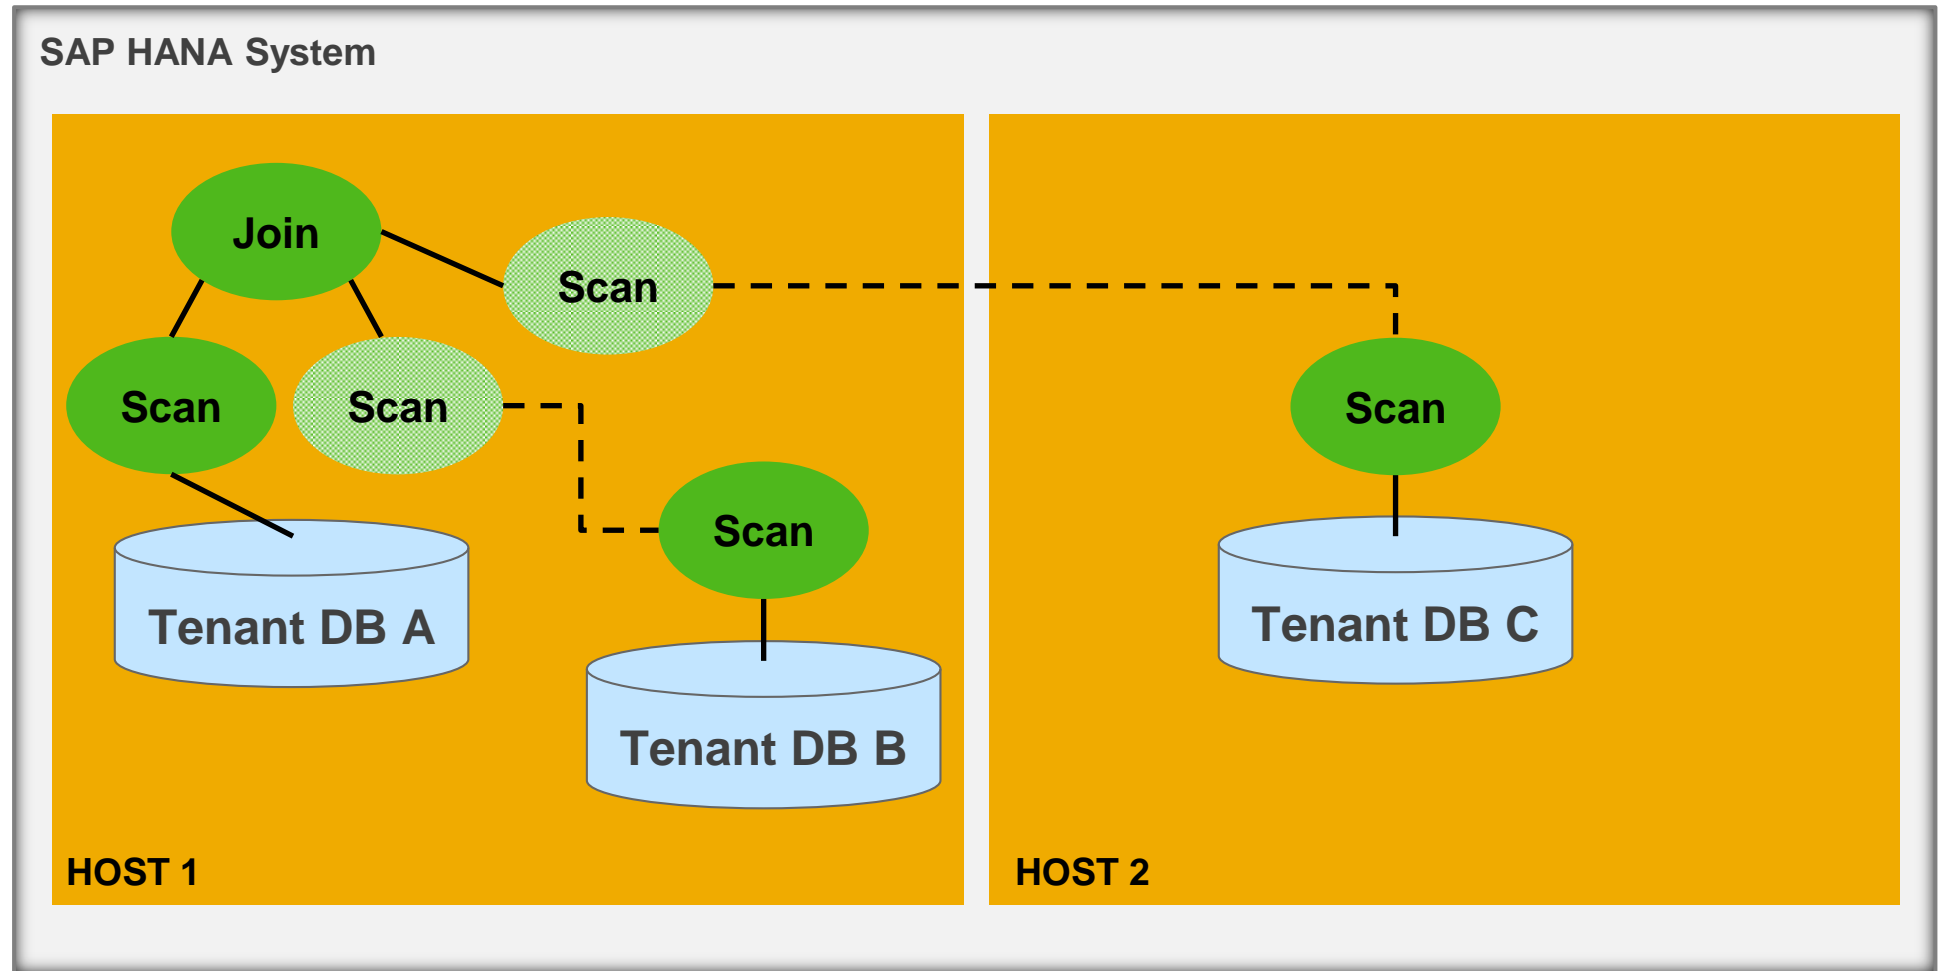 SAP HANA System
Join
Scan
Scan
Scan
Scan
Scan
Tenant DB A
Tenant DB B
Tenant DB C
HOST 1
HOST 2